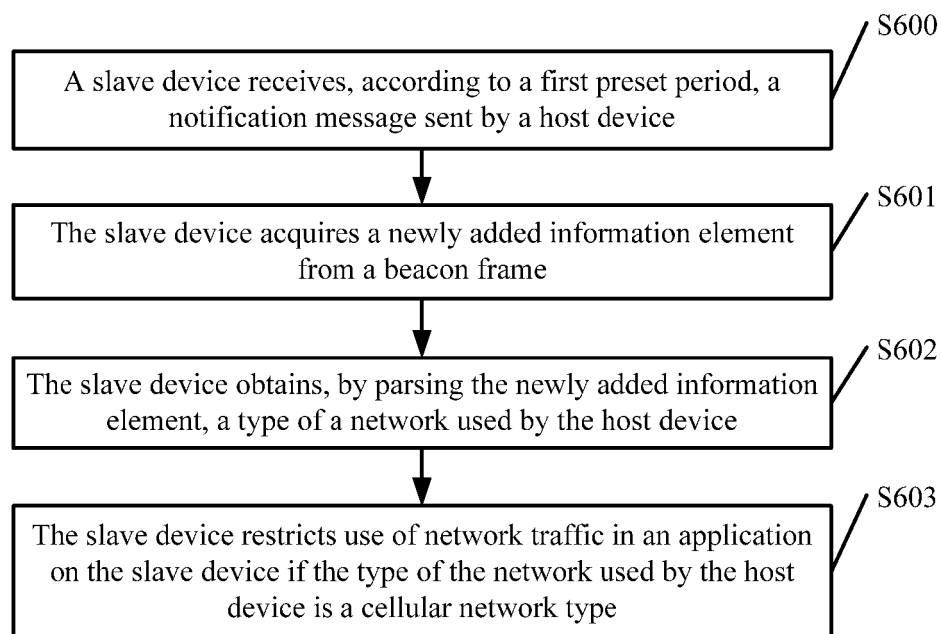 S600
A slave device receives, according to a first preset period, a
notification message sent by a host device
S601
The slave device acquires a newly added information element
from a beacon frame
S602
The slave device obtains, by parsing the newly added information
element, a type of a network used by the host device
S603
The slave device restricts use of network traffic in an application
on the slave device if the type of the network used by the host
device is a cellular network type